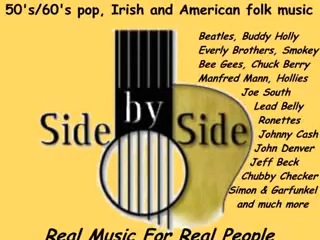 50's/60's pop, Irish and American folk music
Beatles, Buddy Holly
Everly Brothers, Smokey
Bee Gees, Chuck Berry
Manfred Mann, Hollies
Joe South
Lead Belly
Ronettes
Johnny Cash
John Denver
Jeff Beck
Chubby Checker
Simon & Garfunkel
and much more
Side by Side
Real Music For Real People